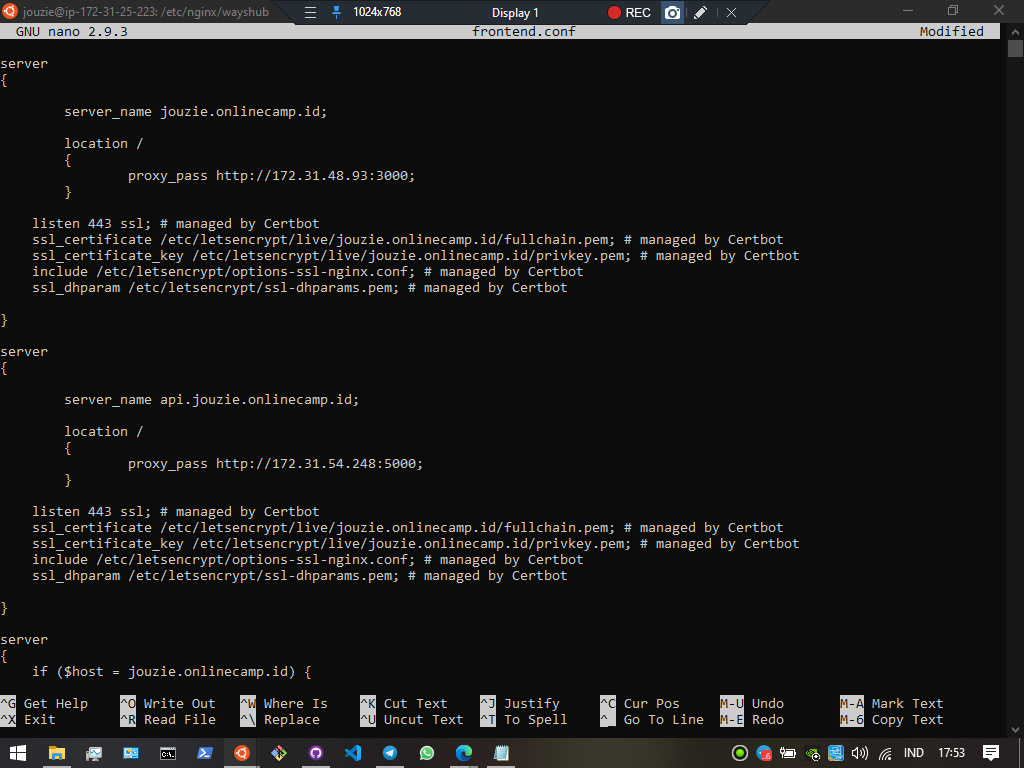 jouzie@ip-172-31-25-223: /etc/nginx/wayshub
1024x768
Display 1
REC
GNU nano 2.9.3 frontend.conf Modified
server
{
server_name jouzie.onlinecamp.id;
location /
{
proxy_pass http://172.31.48.93:3000;
}
listen 443 ssl; # managed by Certbot
ssl_certificate /etc/letsencrypt/live/jouzie.onlinecamp.id/fullchain.pem; # managed by Certbot
ssl_certificate_key /etc/letsencrypt/live/jouzie.onlinecamp.id/privkey.pem; # managed by Certbot
include /etc/letsencrypt/options-ssl-nginx.conf; # managed by Certbot
ssl_dhparam /etc/letsencrypt/ssl-dhparams.pem; # managed by Certbot
}
server
{
server_name api.jouzie.onlinecamp.id;
location /
{
proxy_pass http://172.31.54.248:5000;
}
listen 443 ssl; # managed by Certbot
ssl_certificate /etc/letsencrypt/live/jouzie.onlinecamp.id/fullchain.pem; # managed by Certbot
ssl_certificate_key /etc/letsencrypt/live/jouzie.onlinecamp.id/privkey.pem; # managed by Certbot
include /etc/letsencrypt/options-ssl-nginx.conf; # managed by Certbot
ssl_dhparam /etc/letsencrypt/ssl-dhparams.pem; # managed by Certbot
}
server
{
if ($host = jouzie.onlinecamp.id) {
^G Get Help ^O Write Out ^W Where Is ^K Cut Text ^J Justify ^C Cur Pos M-U Undo M-A Mark Text
^X Exit ^R Read File ^\ Replace ^U Uncut Text ^T To Spell ^_ Go To Line M-E Redo M-6 Copy Text
IND 17:53